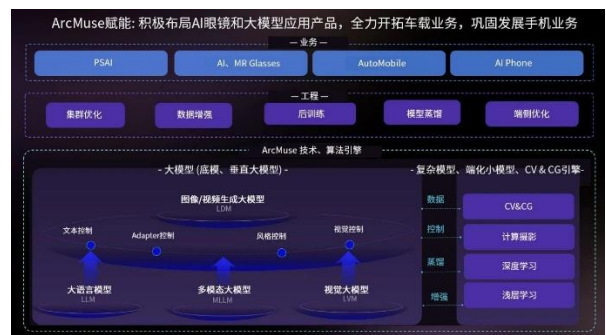 ArcMuse赋能: 积极布局AI眼镜和大模型应用产品，全力开拓车载业务，巩固发展手机业务
— 业务 —
PSAI
AI、MR Glasses
AutoMobile
AI Phone
— 工程 —
集群优化
数据增强
后训练
模型蒸馏
端侧优化
ArcMuse 技术、算法引擎
- 大模型 (底模、垂直大模型) -
图像/视频生成大模型
LDM
文本控制
Adapter控制
风格控制
视觉控制
大语言模型
LLM
多模态大模型
MLLM
视觉大模型
LVM
- 复杂模型、端化小模型、CV & CG引擎-
数据
控制
蒸馏
增强
CV&CG
计算摄影
深度学习
浅层学习